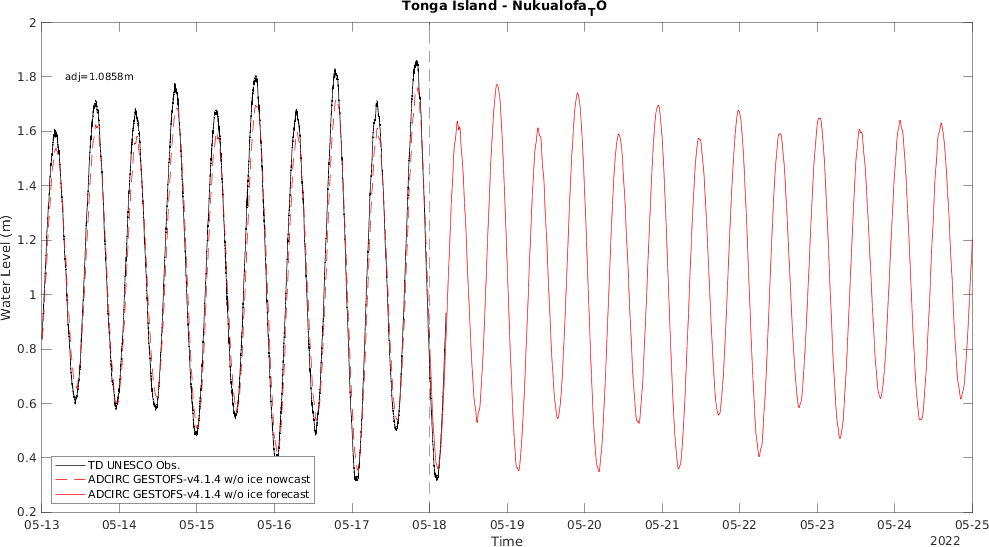 Tonga Island - NukualofaTO
2
adj=1.0858m
1.8
1.6
1.4
1.2
1
0.8
0.6
0.4
0.2
Water Level (m)
TD UNESCO Obs.
ADCIRC GESTOFS-v4.1.4 w/o ice nowcast
ADCIRC GESTOFS-v4.1.4 w/o ice forecast
05-13 05-14 05-15 05-16 05-17 05-18 05-19 05-20 05-21 05-22 05-23 05-24 05-25
Time
2022